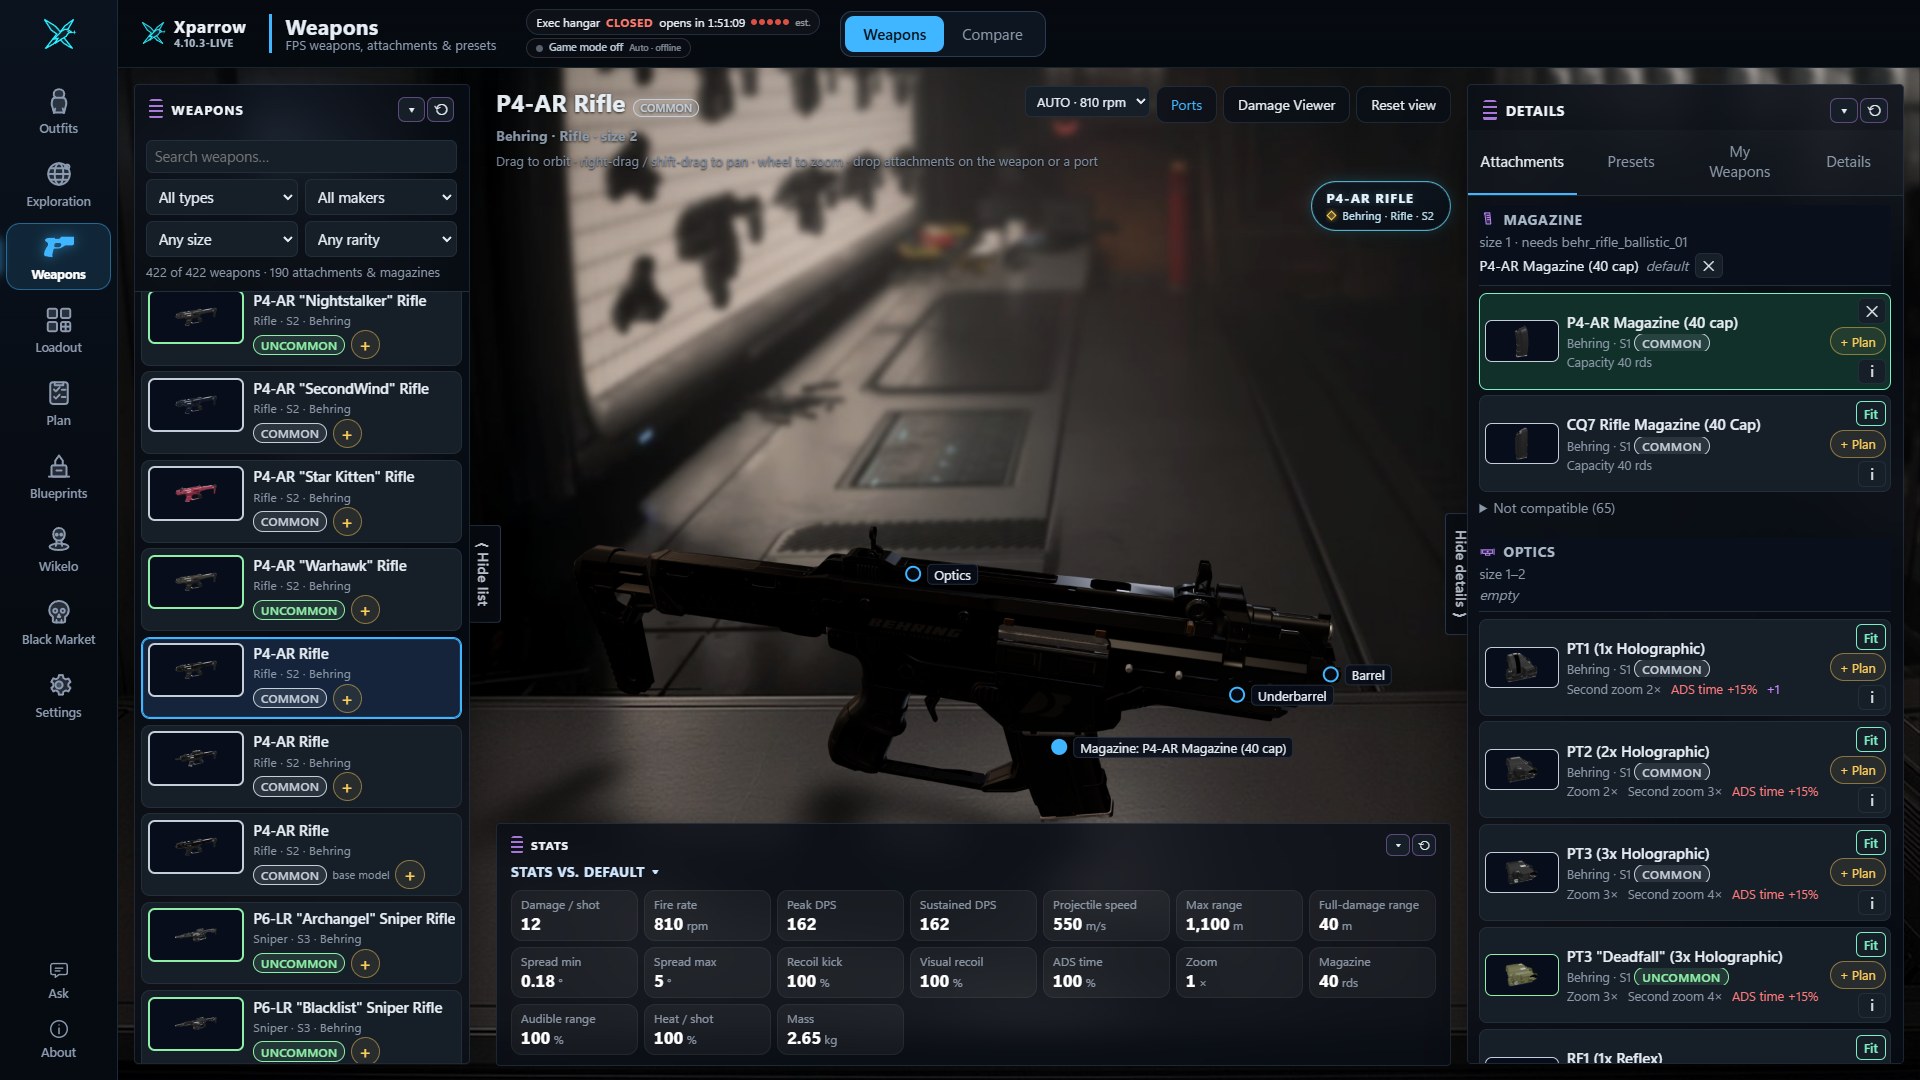 Xparrow
4.10.3-LIVE
Weapons
FPS weapons, attachments & presets
Exec hangar CLOSED opens in 1:51:09 est.
Game mode off Auto · offline
Weapons
Compare
Outfits
Exploration
Weapons
Loadout
Plan
Blueprints
Wikelo
Black Market
Settings
Ask
About
WEAPONS
Search weapons...
All types
All makers
Any size
Any rarity
422 of 422 weapons · 190 attachments & magazines
P4-AR "Nightstalker" Rifle
Rifle · S2 · Behring
UNCOMMON +
P4-AR "SecondWind" Rifle
Rifle · S2 · Behring
COMMON +
P4-AR "Star Kitten" Rifle
Rifle · S2 · Behring
COMMON +
P4-AR "Warhawk" Rifle
Rifle · S2 · Behring
UNCOMMON +
P4-AR Rifle
Rifle · S2 · Behring
COMMON +
P4-AR Rifle
Rifle · S2 · Behring
COMMON +
P4-AR Rifle
Rifle · S2 · Behring
COMMON base model +
P6-LR "Archangel" Sniper Rifle
Sniper · S3 · Behring
UNCOMMON +
P6-LR "Blacklist" Sniper Rifle
Sniper · S3 · Behring
UNCOMMON +
Hide list
P4-AR Rifle COMMON
Behring · Rifle · size 2
Drag to orbit · right-drag / shift-drag to pan · wheel to zoom · drop attachments on the weapon or a port
AUTO · 810 rpm
Ports
Damage Viewer
Reset view
P4-AR RIFLE
Behring · Rifle · S2
BEHRING
Optics
Barrel
Underbarrel
Magazine: P4-AR Magazine (40 cap)
Hide details
STATS
STATS VS. DEFAULT
Damage / shot
12
Fire rate
810 rpm
Peak DPS
162
Sustained DPS
162
Projectile speed
550 m/s
Max range
1,100 m
Full-damage range
40 m
Spread min
0.18 °
Spread max
5 °
Recoil kick
100 %
Visual recoil
100 %
ADS time
100 %
Zoom
1 ×
Magazine
40 rds
Audible range
100 %
Heat / shot
100 %
Mass
2.65 kg
DETAILS
Attachments
Presets
My Weapons
Details
MAGAZINE
size 1 · needs behr_rifle_ballistic_01
P4-AR Magazine (40 cap) default
P4-AR Magazine (40 cap)
Behring · S1 COMMON
Capacity 40 rds
+ Plan
i
CQ7 Rifle Magazine (40 Cap)
Behring · S1 COMMON
Capacity 40 rds
Fit
+ Plan
i
Not compatible (65)
OPTICS
size 1–2
empty
PT1 (1x Holographic)
Behring · S1 COMMON
Second zoom 2× ADS time +15% +1
Fit
+ Plan
i
PT2 (2x Holographic)
Behring · S1 COMMON
Zoom 2× Second zoom 3× ADS time +15%
Fit
+ Plan
i
PT3 (3x Holographic)
Behring · S1 COMMON
Zoom 3× Second zoom 4× ADS time +15%
Fit
+ Plan
i
PT3 "Deadfall" (3x Holographic)
Behring · S1 UNCOMMON
Zoom 3× Second zoom 4× ADS time +15%
Fit
+ Plan
i
RF1 (1x Reflex)
Fit